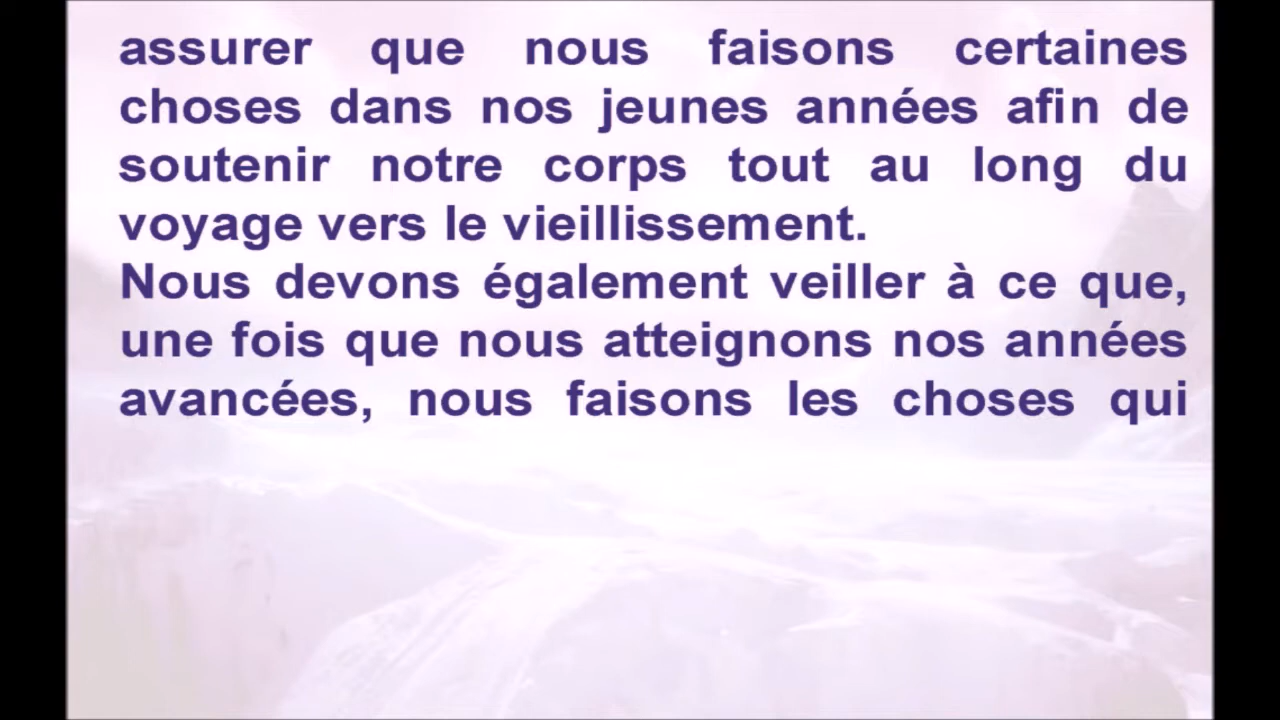 assurer que nous faisons certaines
choses dans nos jeunes années afin de
soutenir notre corps tout au long du
voyage vers le vieillissement.
Nous devons également veiller à ce que,
une fois que nous atteignons nos années
avancées, nous faisons les choses qui